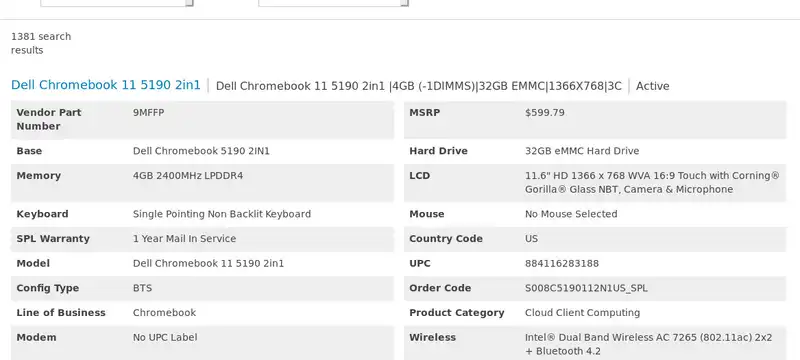 1381 search
results
Dell Chromebook 11 5190 2in1 | Dell Chromebook 11 5190 2in1 |4GB (-1DIMMS)|32GB EMMC|1366X768|3C | Active
Vendor Part Number 9MFFP MSRP $599.79
Base Dell Chromebook 5190 2IN1 Hard Drive 32GB eMMC Hard Drive
Memory 4GB 2400MHz LPDDR4 LCD 11.6" HD 1366 x 768 WVA 16:9 Touch with Corning®
Gorilla® Glass NBT, Camera & Microphone
Keyboard Single Pointing Non Backlit Keyboard Mouse No Mouse Selected
SPL Warranty 1 Year Mail In Service Country Code US
Model Dell Chromebook 11 5190 2in1 UPC 884116283188
Config Type BTS Order Code S008C5190112N1US_SPL
Line of Business Chromebook Product Category Cloud Client Computing
Modem No UPC Label Wireless Intel® Dual Band Wireless AC 7265 (802.11ac) 2x2
+ Bluetooth 4.2